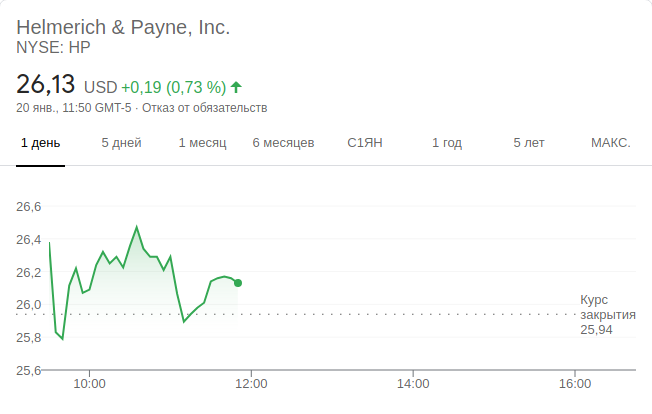 Helmerich & Payne, Inc.
NYSE: HP
26,13 USD +0,19 (0,73 %)
20 янв., 11:50 GMT-5 · Отказ от обязательств
1 день 5 дней 1 месяц 6 месяцев С1ЯН 1 год 5 лет МАКС.
26,6
26,4
26,2
26,0
25,8
25,6
Курс
закрытия
25,94
10:00 12:00 14:00 16:00